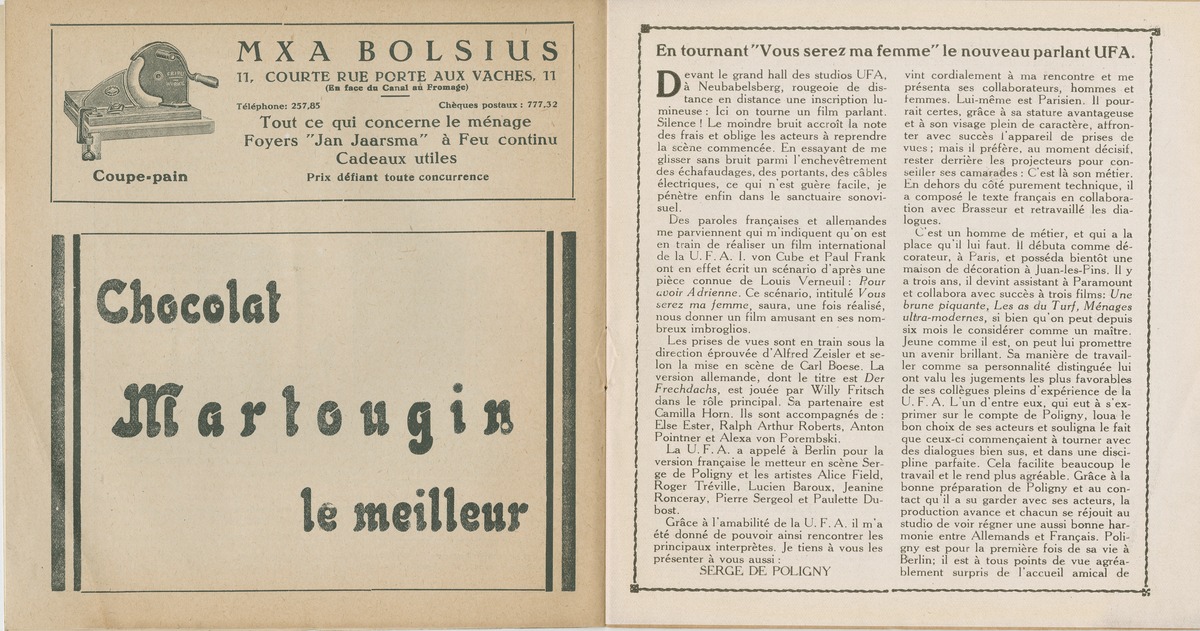 MXA BOLSIUS
11, COURTE RUE PORTE AUX VACHES, 11
(En face du Canal au Fromage)
Téléphone: 257,85 Chèques postaux : 777,32
Tout ce qui concerne le ménage
Foyers "Jan Jaarsma" à Feu continu
Cadeaux utiles
Coupe-pain
Prix défiant toute concurrence
Chocolat
Martougin
le meilleur
En tournant "Vous serez ma femme" le nouveau parlant UFA.
Devant le grand hall des studios UFA,
à Neubabelsberg, rougeoie de dis-
tance en distance une inscription lu-
mineuse : Ici on tourne un film parlant.
Silence ! Le moindre bruit accroît la note
des frais et oblige les acteurs à reprendre
la scène commencée. En essayant de me
glisser sans bruit parmi l'enchevêtrement
des échafaudages, des portants, des câbles
électriques, ce qui n'est guère facile, je
pénètre enfin dans le sanctuaire sonovi-
suel.
Des paroles françaises et allemandes
me parviennent qui m'indiquent qu'on est
en train de réaliser un film international
de la U. F. A. I. von Cube et Paul Frank
ont en effet écrit un scénario d'après une
pièce connue de Louis Verneuil : Pour
avoir Adrienne. Ce scénario, intitulé Vous
serez ma femme, saura, une fois réalisé,
nous donner un film amusant en ses nom-
breux imbroglios.
Les prises de vues sont en train sous la
direction éprouvée d'Alfred Zeisler et se-
lon la mise en scène de Carl Boese. La
version allemande, dont le titre est Der
Frechdachs, est jouée par Willy Fritsch
dans le rôle principal. Sa partenaire est
Camilla Horn. Ils sont accompagnés de :
Else Ester, Ralph Arthur Roberts, Anton
Pointner et Alexa von Porembski.
La U. F. A. a appelé à Berlin pour la
version française le metteur en scène Ser-
ge de Poligny et les artistes Alice Field,
Roger Tréville, Lucien Baroux, Jeanine
Ronceray, Pierre Sergeol et Paulette Du-
bost.
Grâce à l'amabilité de la U. F. A. il m'a
été donné de pouvoir ainsi rencontrer les
principaux interprètes. Je tiens à vous les
présenter à vous aussi :
SERGE DE POLIGNY
vint cordialement à ma rencontre et me
présenta ses collaborateurs, hommes et
femmes. Lui-même est Parisien. Il pour-
rait certes, grâce à sa stature avantageuse
et à son visage plein de caractère, affron-
ter avec succès l'appareil de prises de
vues ; mais il préfère, au moment décisif,
rester derrière les projecteurs pour con-
seiller ses camarades : C'est là son métier.
En dehors du côté purement technique, il
a composé le texte français en collabora-
tion avec Brasseur et retravaillé les dia-
logues.
C'est un homme de métier, et qui a la
place qu'il lui faut. Il débuta comme dé-
corateur, à Paris, et posséda bientôt une
maison de décoration à Juan-les-Pins. Il y
a trois ans, il devint assistant à Paramount
et collabora avec succès à trois films: Une
brune piquante, Les as du Turf, Ménages
ultra-modernes, si bien qu'on peut depuis
six mois le considérer comme un maître.
Jeune comme il est, on peut lui promettre
un avenir brillant. Sa manière de travail-
ler comme sa personnalité distinguée lui
ont valu les jugements les plus favorables
de ses collègues pleins d'expérience de la
U. F. A. L'un d'entre eux, qui eut à s'ex-
primer sur le compte de Poligny, loua le
bon choix de ses acteurs et souligna le fait
que ceux-ci commençaient à tourner avec
des dialogues bien sus, et dans une disci-
pline parfaite. Cela facilite beaucoup le
travail et le rend plus agréable. Grâce à la
bonne préparation de Poligny et au con-
tact qu'il a su garder avec ses acteurs, la
production avance et chacun se réjouit au
studio de voir régner une aussi bonne har-
monie entre Allemands et Français. Poli-
gny est pour la première fois de sa vie à
Berlin; il est à tous points de vue agréa-
blement surpris de l'accueil amical de